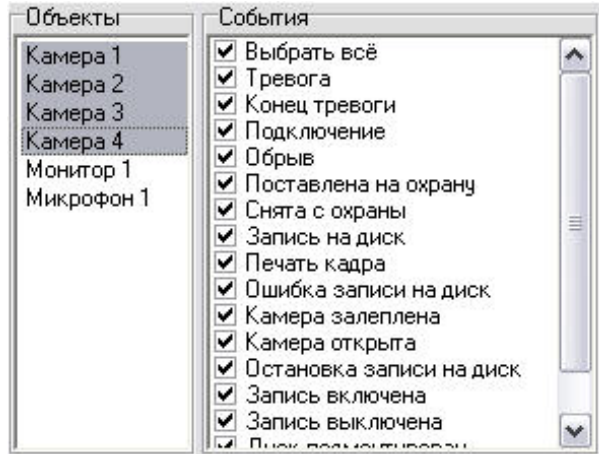 Объекты
Камера 1
Камера 2
Камера 3
Камера 4
Монитор 1
Микрофон 1
События
Выбрать всё
Тревога
Конец тревоги
Подключение
Обрыв
Поставлена на охрану
Снята с охраны
Запись на диск
Печать кадра
Ошибка записи на диск
Камера залеплена
Камера открыта
Остановка записи на диск
Запись включена
Запись выключена
Диск